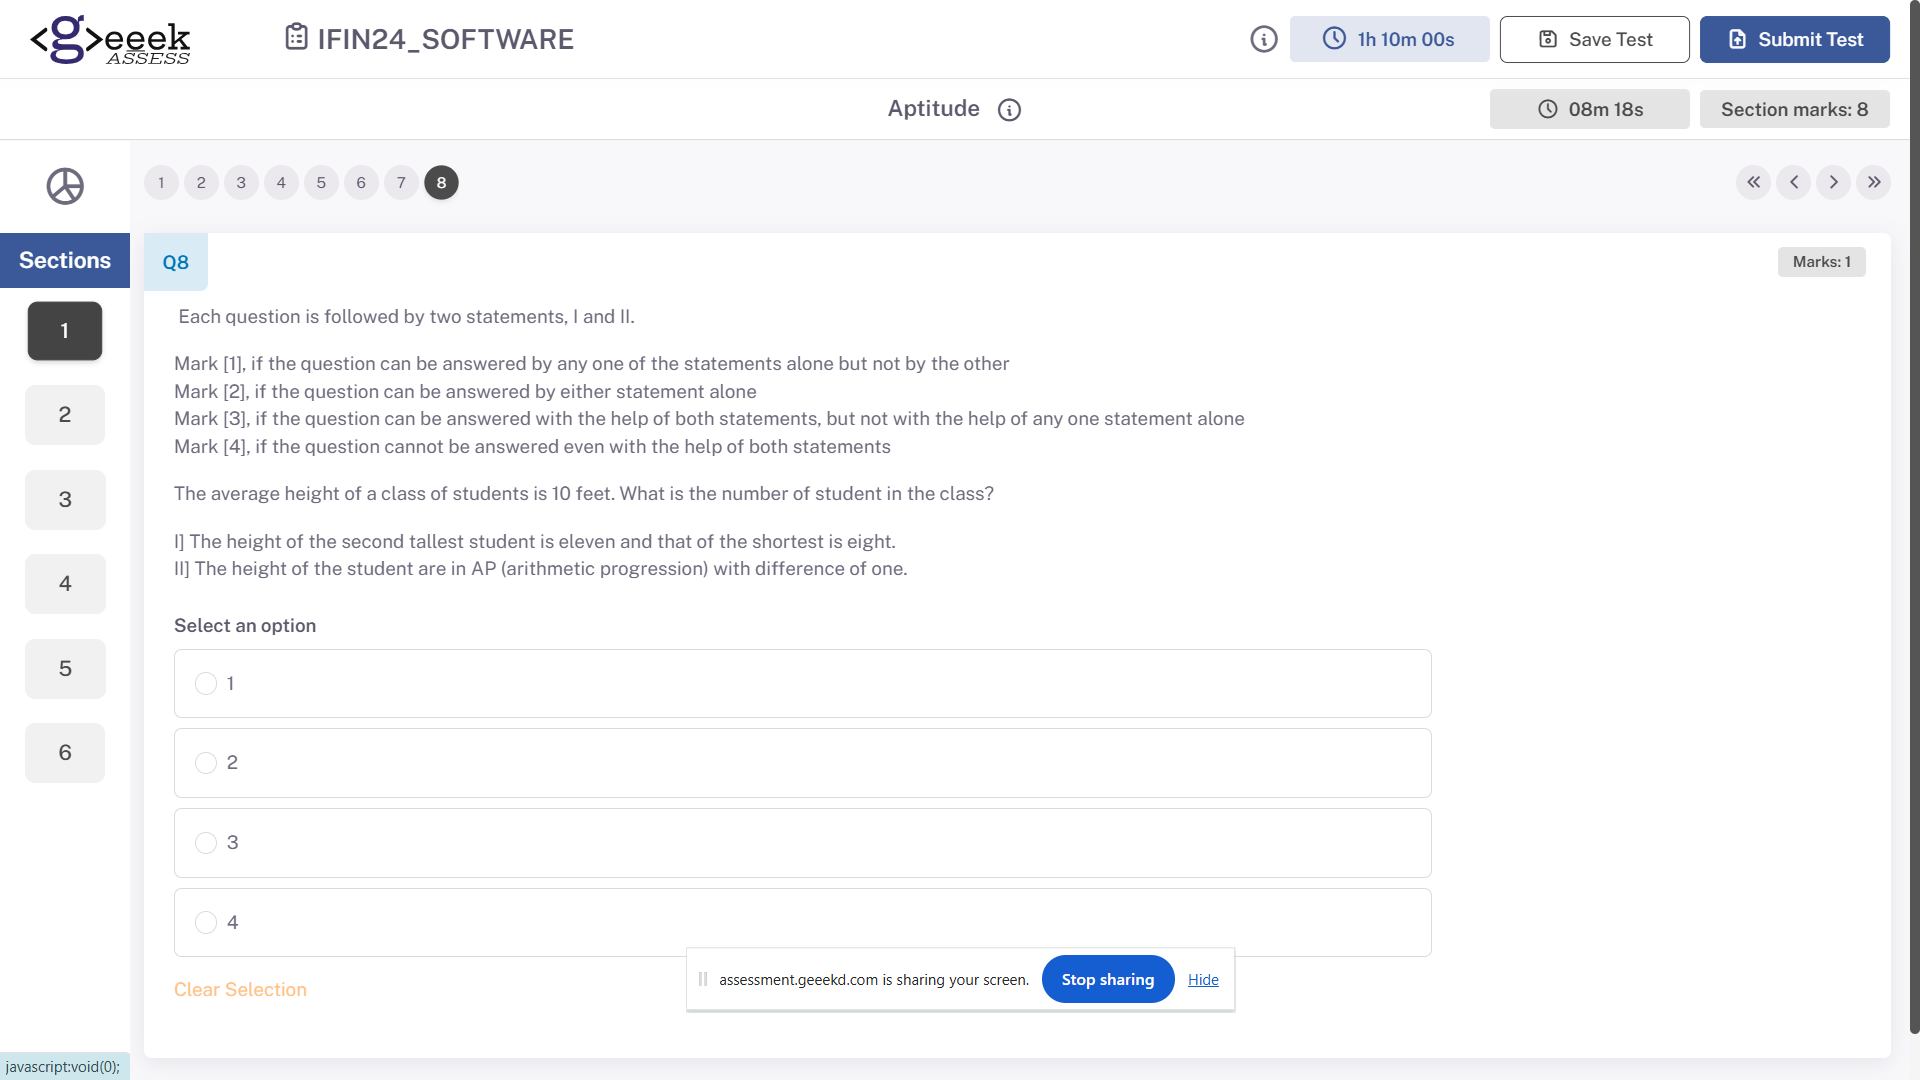 <g>eeek
ASSESS
IFIN24_SOFTWARE
1h 10m 00s
Save Test
Submit Test
Aptitude
08m 18s
Section marks: 8
1 2 3 4 5 6 7 8
Sections
1
2
3
4
5
6
Q8
Marks: 1
Each question is followed by two statements, I and II.
Mark [1], if the question can be answered by any one of the statements alone but not by the other
Mark [2], if the question can be answered by either statement alone
Mark [3], if the question can be answered with the help of both statements, but not with the help of any one statement alone
Mark [4], if the question cannot be answered even with the help of both statements
The average height of a class of students is 10 feet. What is the number of student in the class?
I] The height of the second tallest student is eleven and that of the shortest is eight.
II] The height of the student are in AP (arithmetic progression) with difference of one.
Select an option
1
2
3
4
Clear Selection
assessment.geeekd.com is sharing your screen.
Stop sharing
Hide
javascript:void(0);